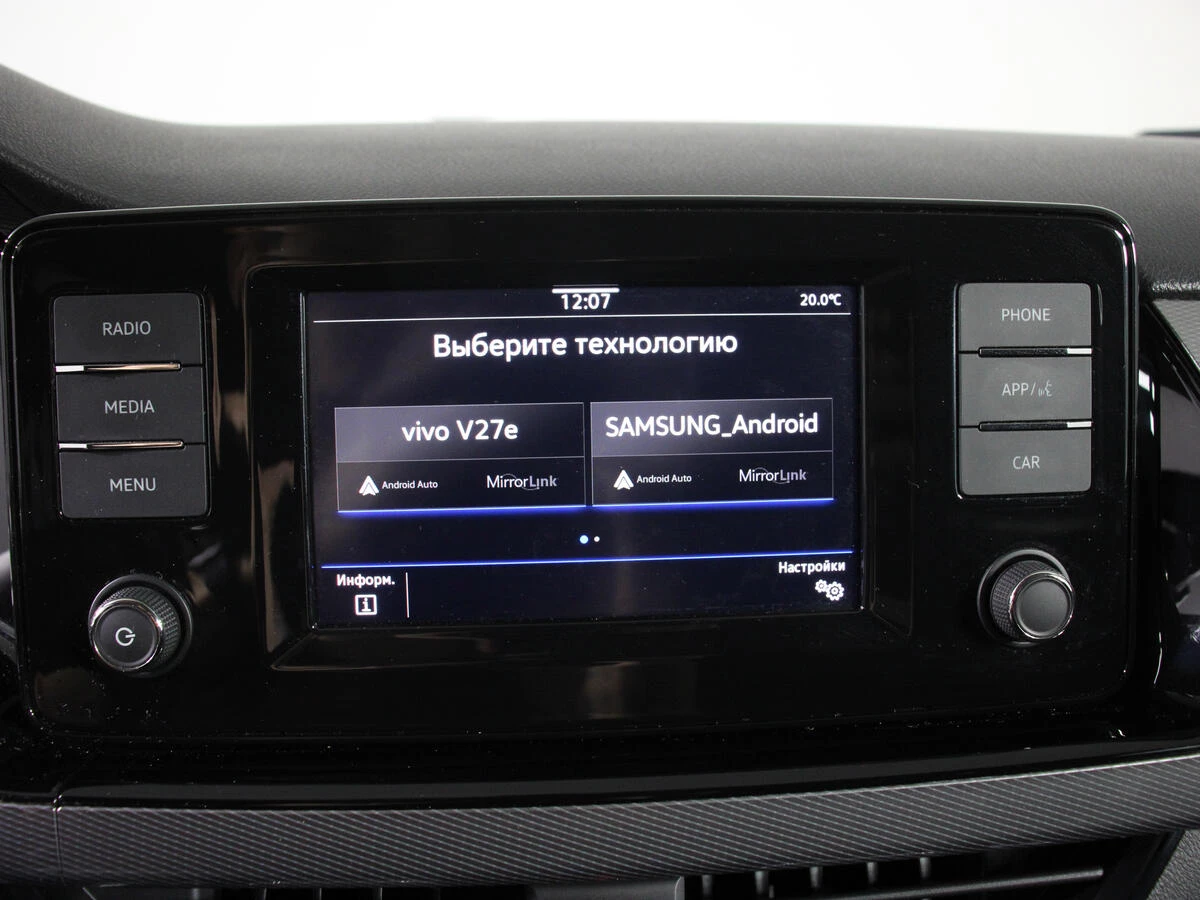 12:07
20.0°C
Выберите технологию
vivo V27e
SAMSUNG_Android
Android Auto
MirrorLink
Android Auto
MirrorLink
Информ.
Настройки
RADIO
MEDIA
MENU
PHONE
APP/
CAR